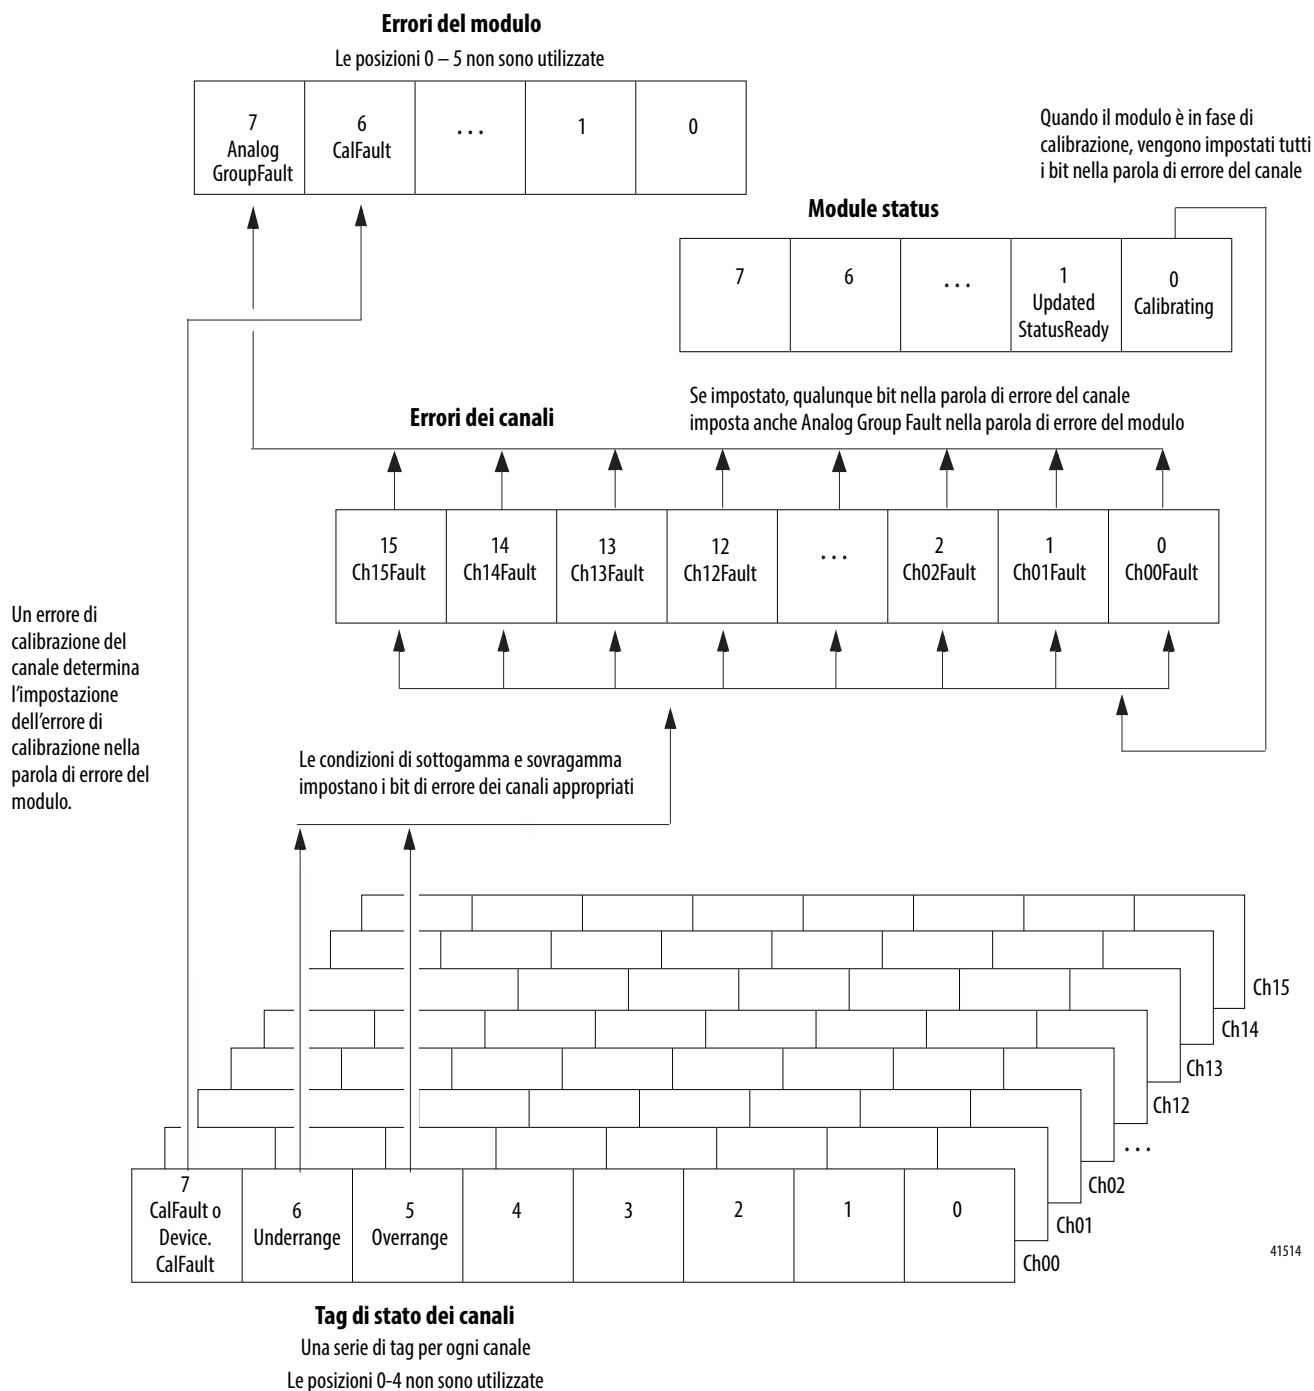 Errori del modulo
Le posizioni 0 – 5 non sono utilizzate
7
Analog
GroupFault
6
CalFault
...
1
0
Quando il modulo è in fase di
calibrazione, vengono impostati tutti
i bit nella parola di errore del canale
Module status
7
6
...
1
Updated
StatusReady
0
Calibrating
Se impostato, qualunque bit nella parola di errore del canale
imposta anche Analog Group Fault nella parola di errore del modulo
Errori dei canali
15
Ch15Fault
14
Ch14Fault
13
Ch13Fault
12
Ch12Fault
...
2
Ch02Fault
1
Ch01Fault
0
Ch00Fault
Un errore di
calibrazione del
canale determina
l'impostazione
dell'errore di
calibrazione nella
parola di errore del
modulo.
Le condizioni di sottogamma e sovragamma
impostano i bit di errore dei canali appropriati
Ch15
Ch14
Ch13
Ch12
...
Ch02
Ch01
Ch00
7
CalFault o
Device.
CalFault
6
Underrange
5
Overrange
4
3
2
1
0
41514
Tag di stato dei canali
Una serie di tag per ogni canale
Le posizioni 0-4 non sono utilizzate